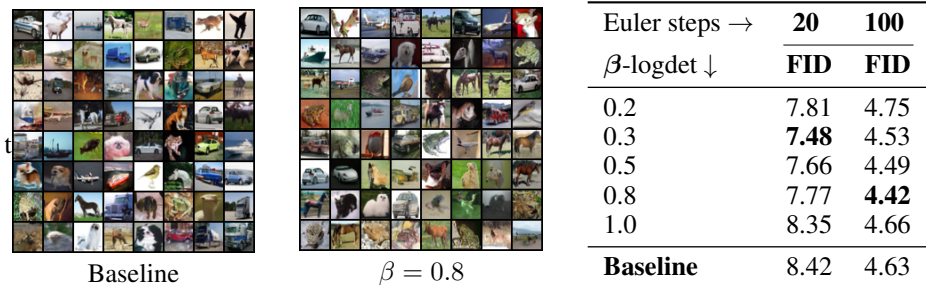 t
Baseline
β = 0.8
Euler steps → 20 100
β-logdet ↓ FID FID
0.2 7.81 4.75
0.3 7.48 4.53
0.5 7.66 4.49
0.8 7.77 4.42
1.0 8.35 4.66
Baseline 8.42 4.63